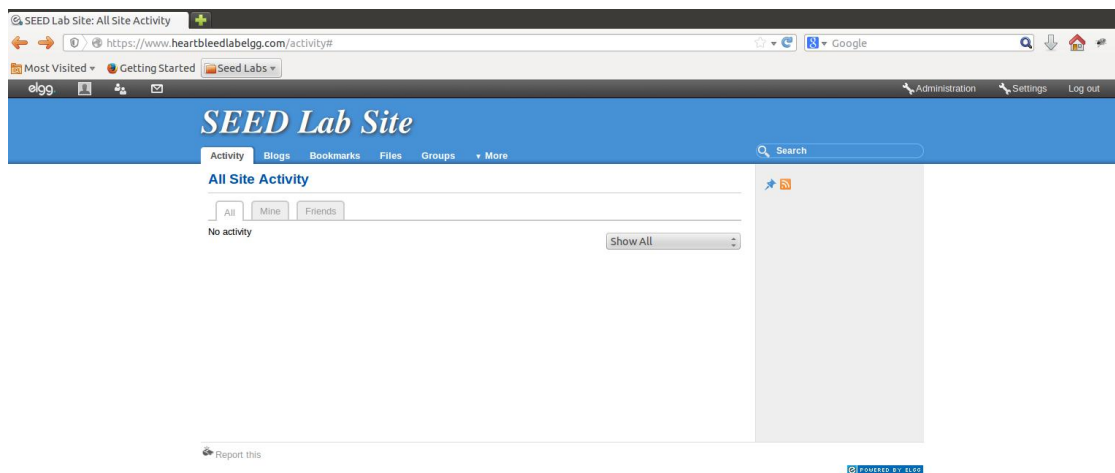 SEED Lab Site: All Site Activity
https://www.heartbleedlabelgg.com/activity#
Google
Most Visited
Getting Started
Seed Labs
elgg
Administration
Settings
Log out
SEED Lab Site
Activity Blogs Bookmarks Files Groups More
Search
All Site Activity
All Mine Friends
No activity
Show All
Report this
POWERED BY ELGG